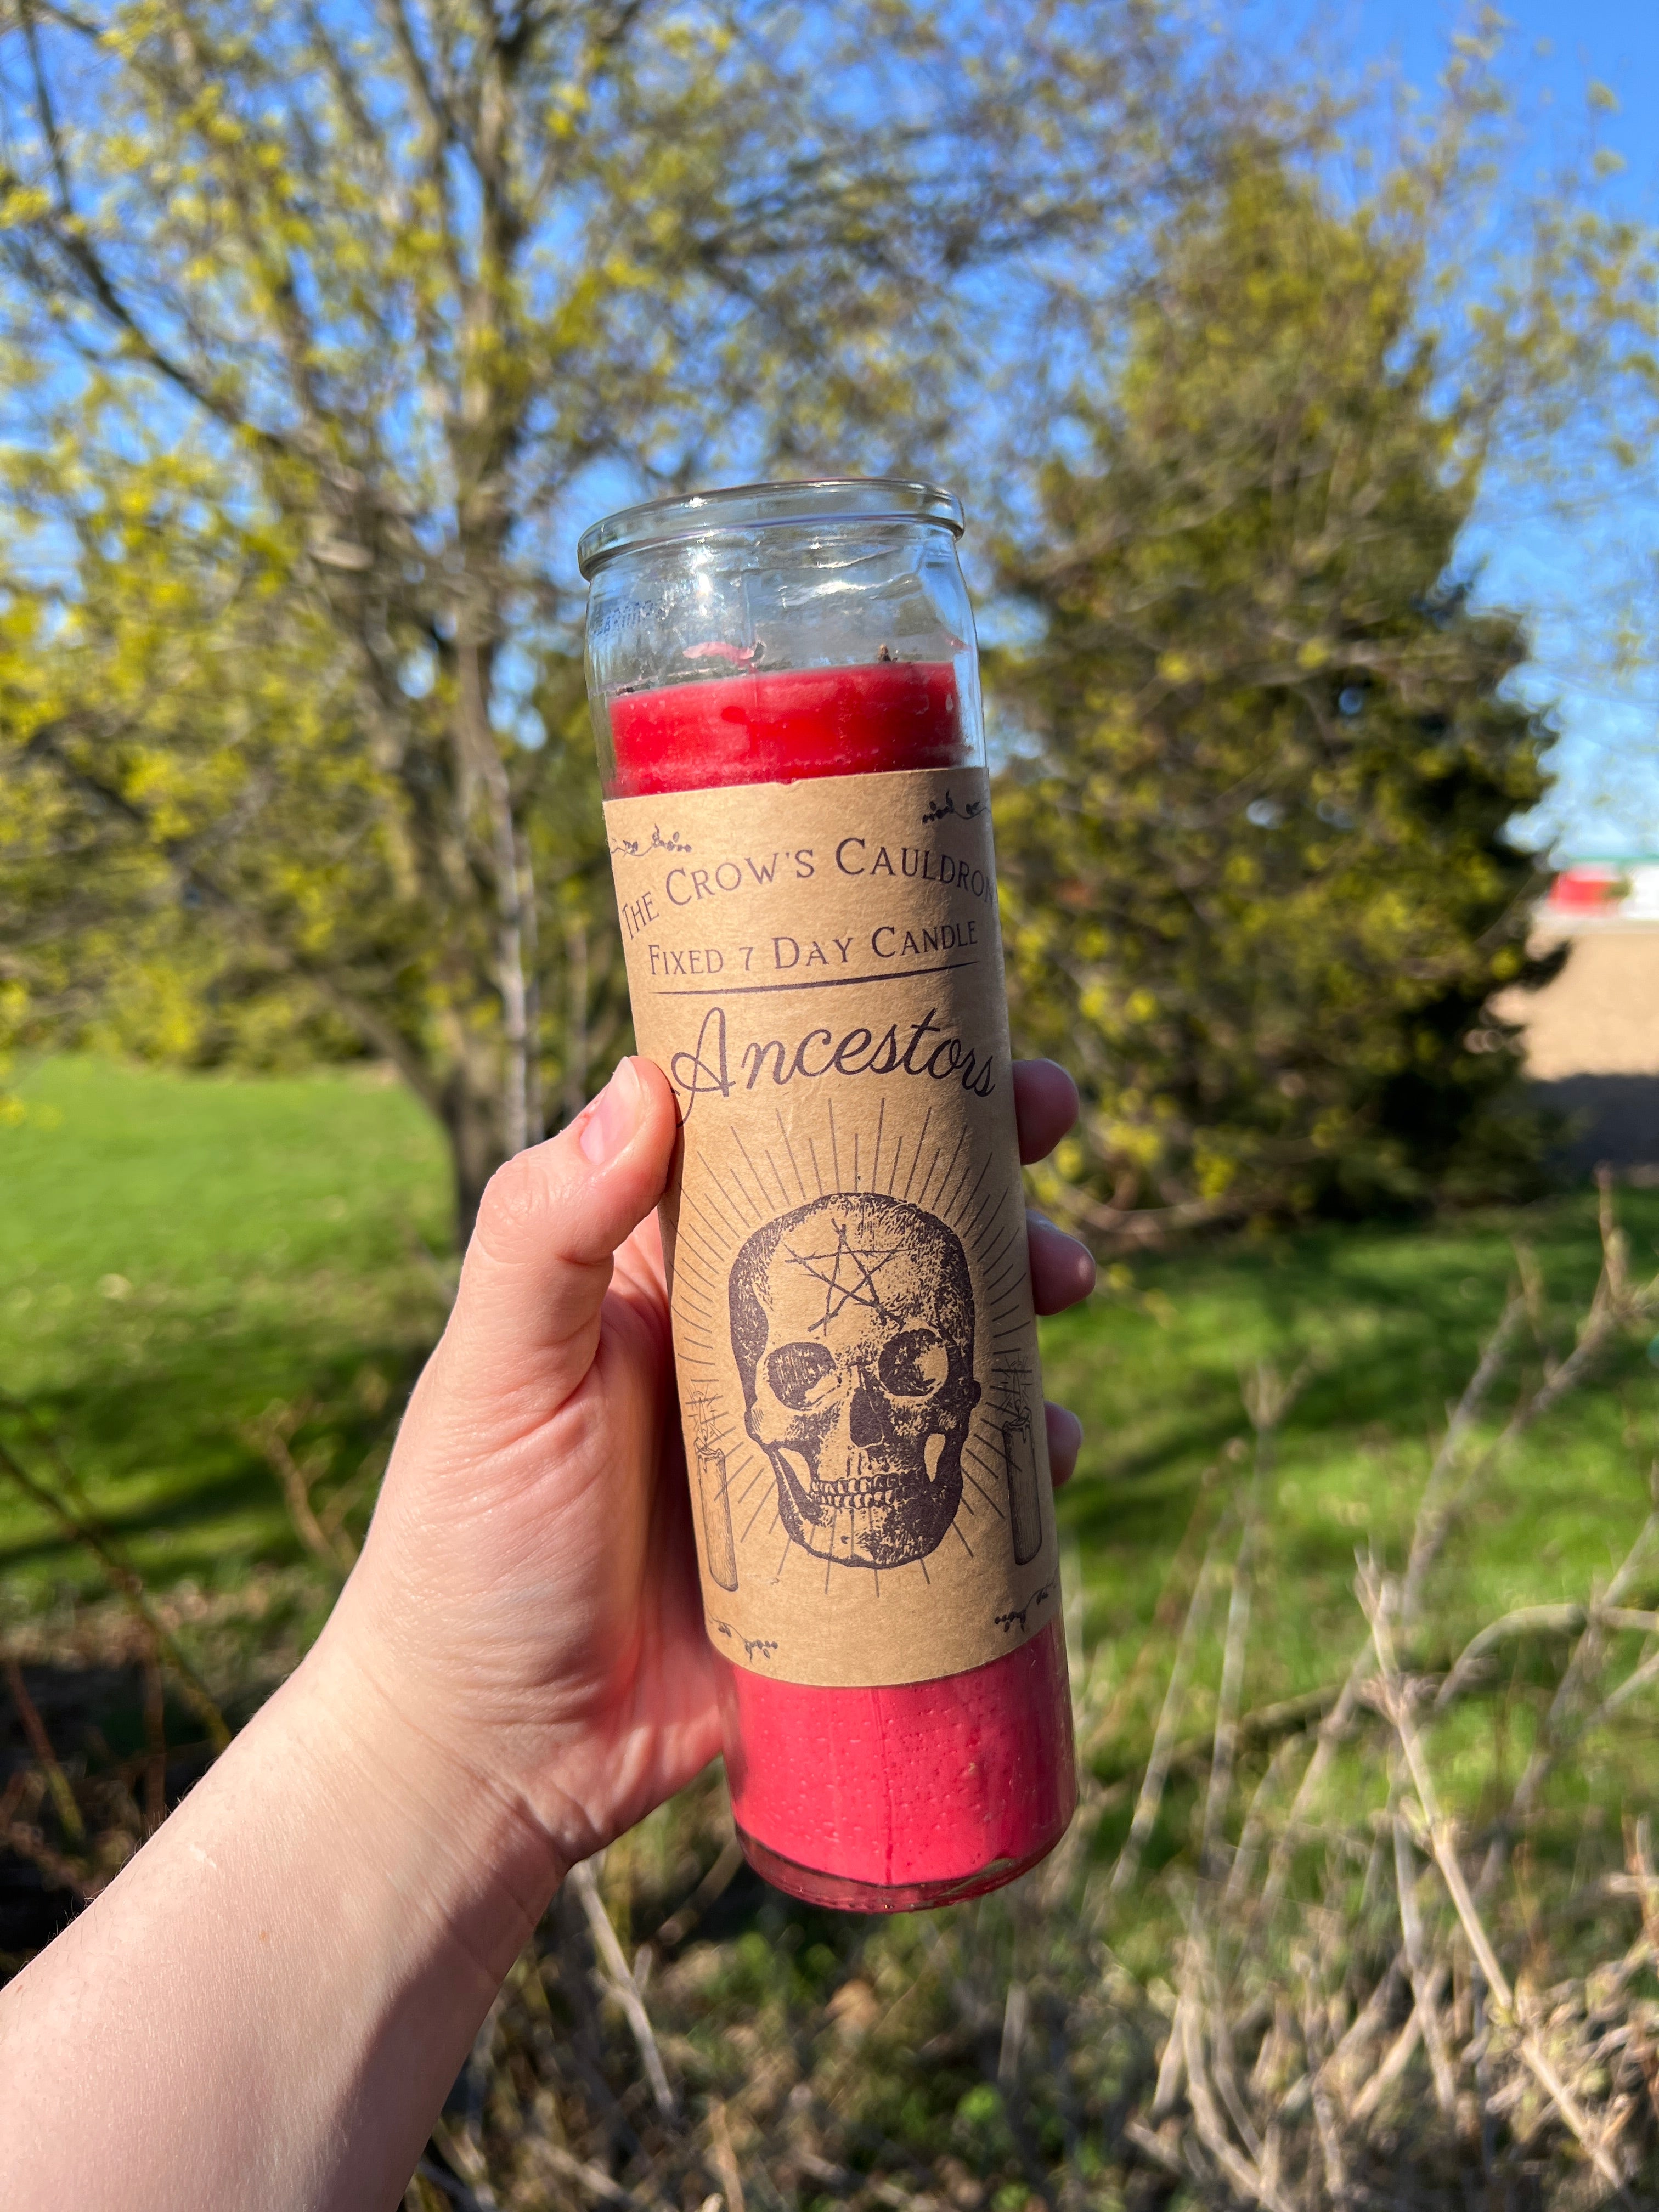 The Crow's Cauldron
Fixed 7 Day Candle
Ancestors